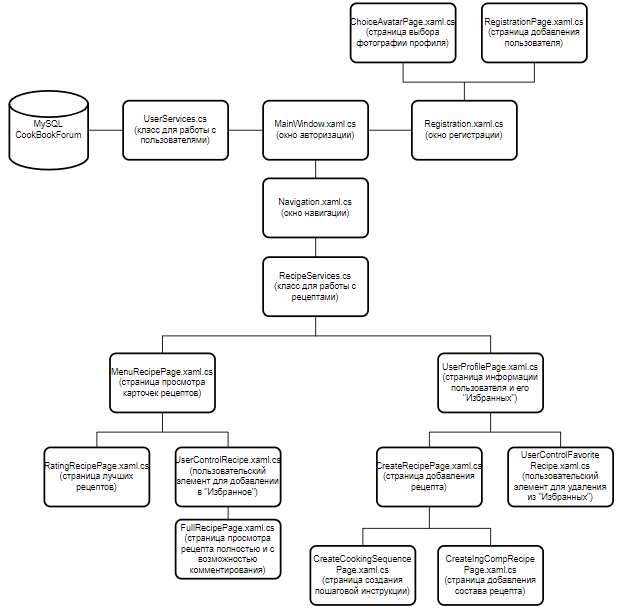 ChoiceAvatarPage.xaml.cs
(страница выбора
фотографии профиля)
RegistrationPage.xaml.cs
(страница добавления
пользователя)
MySQL
CookBookForum
UserServices.cs
(класс для работы с
пользователями)
MainWindow.xaml.cs
(окно авторизации)
Registration.xaml.cs
(окно регистрации)
Navigation.xaml.cs
(окно навигации)
RecipeServices.cs
(класс для работы с
рецептами)
MenuRecipePage.xaml.cs
(страница просмотра
карточек рецептов)
UserProfilePage.xaml.cs
(страница информации
пользователя и его
"Избранных")
RatingRecipePage.xaml.cs
(страница лучших
рецептов)
UserControlRecipe.xaml.cs
(пользовательский
элемент для добавлении
в "Избранное")
CreateRecipePage.xaml.cs
(страница добавления
рецепта)
UserControlFavorite
Recipe.xaml.cs
(пользовательский
элемент для удаления
из "Избранных")
FullRecipePage.xaml.cs
(страница просмотра
рецепта полностью и с
возможностью
комментирования)
CreateCookingSequence
Page.xaml.cs
(страница создания
пошаговой инструкции)
CreateIngCompRecipe
Page.xaml.cs
(страница добавления
состава рецепта)